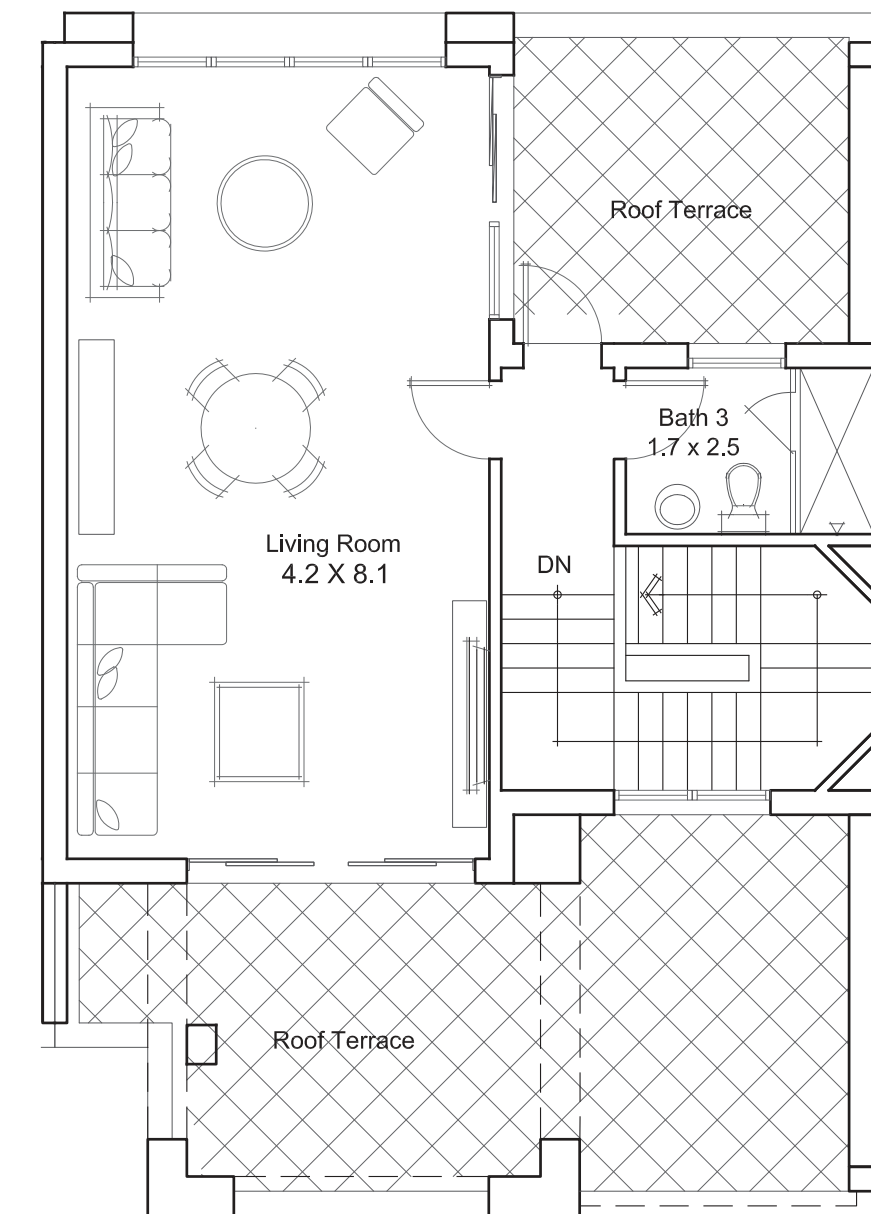 Roof Terrace
Bath 3
1.7 x 2.5
Living Room
4.2 X 8.1
DN
Roof Terrace